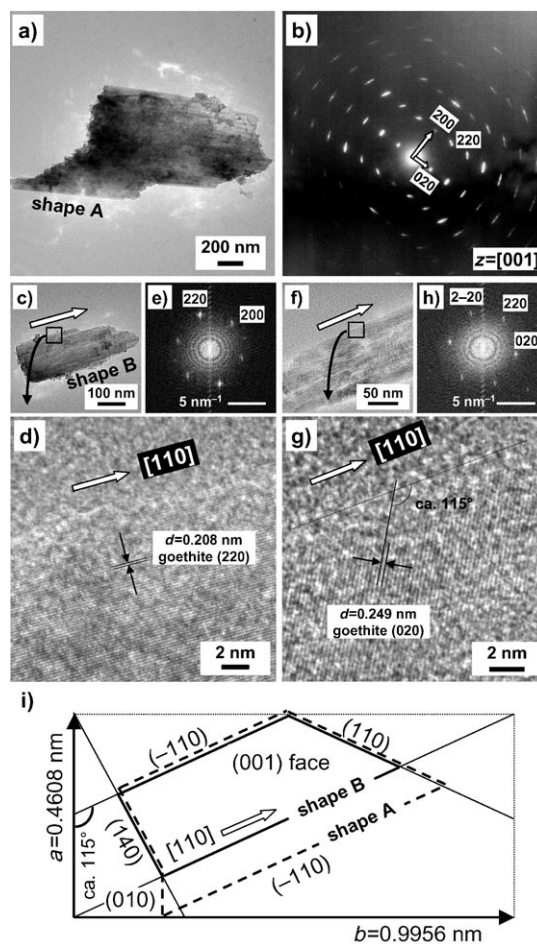 a)
shape A
200 nm
b)
200
220
020
z=[001]
c)
shape B
100 nm
e)
220
200
5 nm⁻¹
f)
50 nm
h)
2–20
220
020
5 nm⁻¹
d)
[110]
d=0.208 nm
goethite (220)
2 nm
g)
[110]
ca. 115°
d=0.249 nm
goethite (020)
2 nm
i)
a=0.4608 nm
(–110)
(110)
(001) face
ca. 115°
(140)
[110]
shape B
shape A
(010)
(–110)
b=0.9956 nm